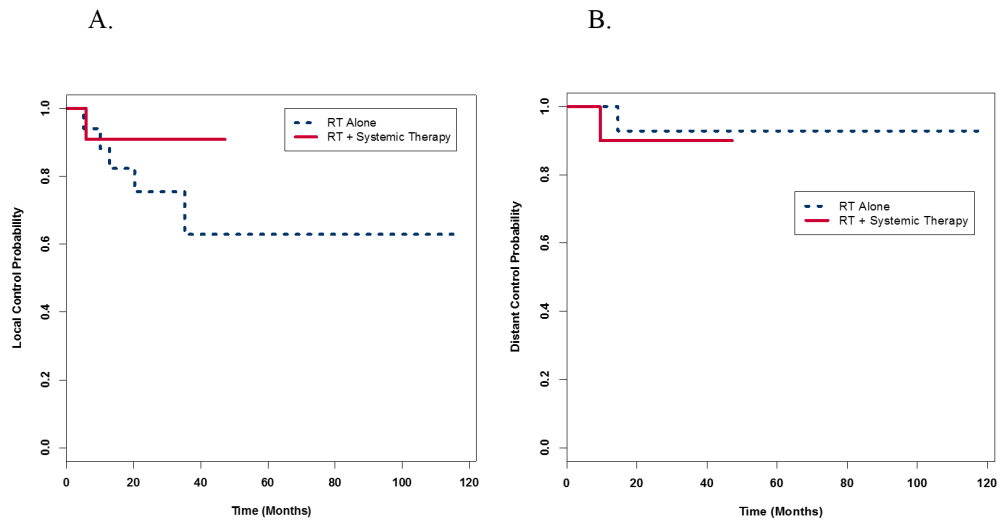 A.
B.
Local Control Probability
1.0
0.8
0.6
0.4
0.2
0.0
RT Alone
RT + Systemic Therapy
0 20 40 60 80 100 120
Time (Months)
Distant Control Probability
1.0
0.8
0.6
0.4
0.2
0.0
RT Alone
RT + Systemic Therapy
0 20 40 60 80 100 120
Time (Months)